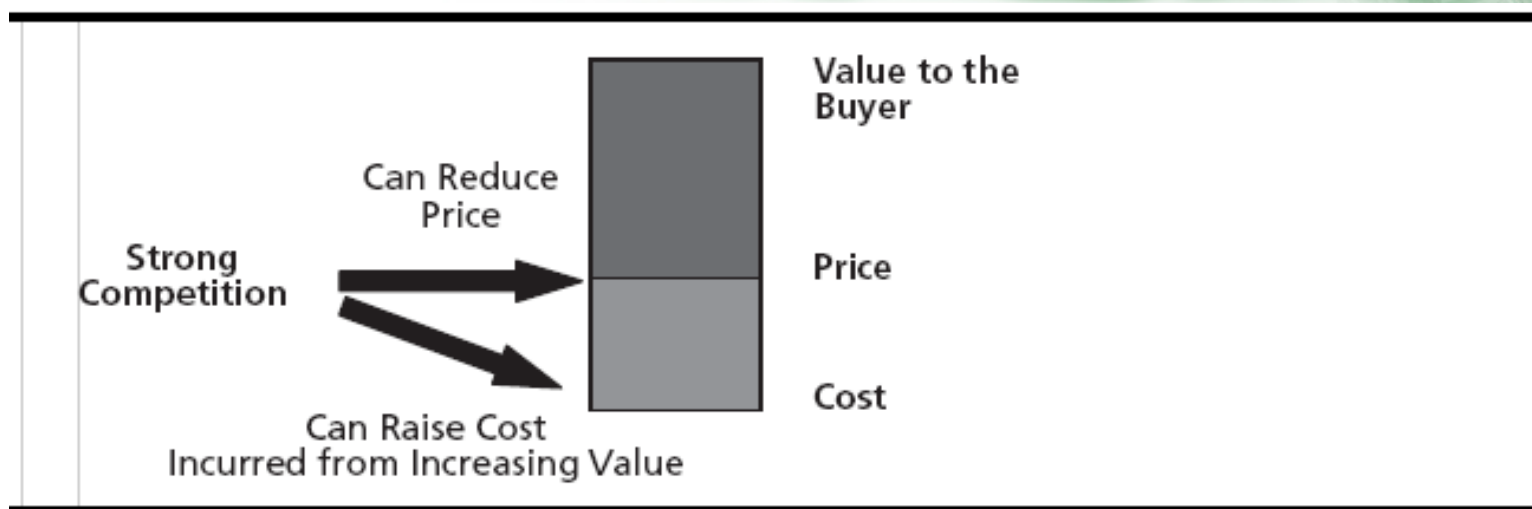 Value to the
Buyer
Can Reduce
Price
Strong
Competition
Price
Cost
Can Raise Cost
Incurred from Increasing Value